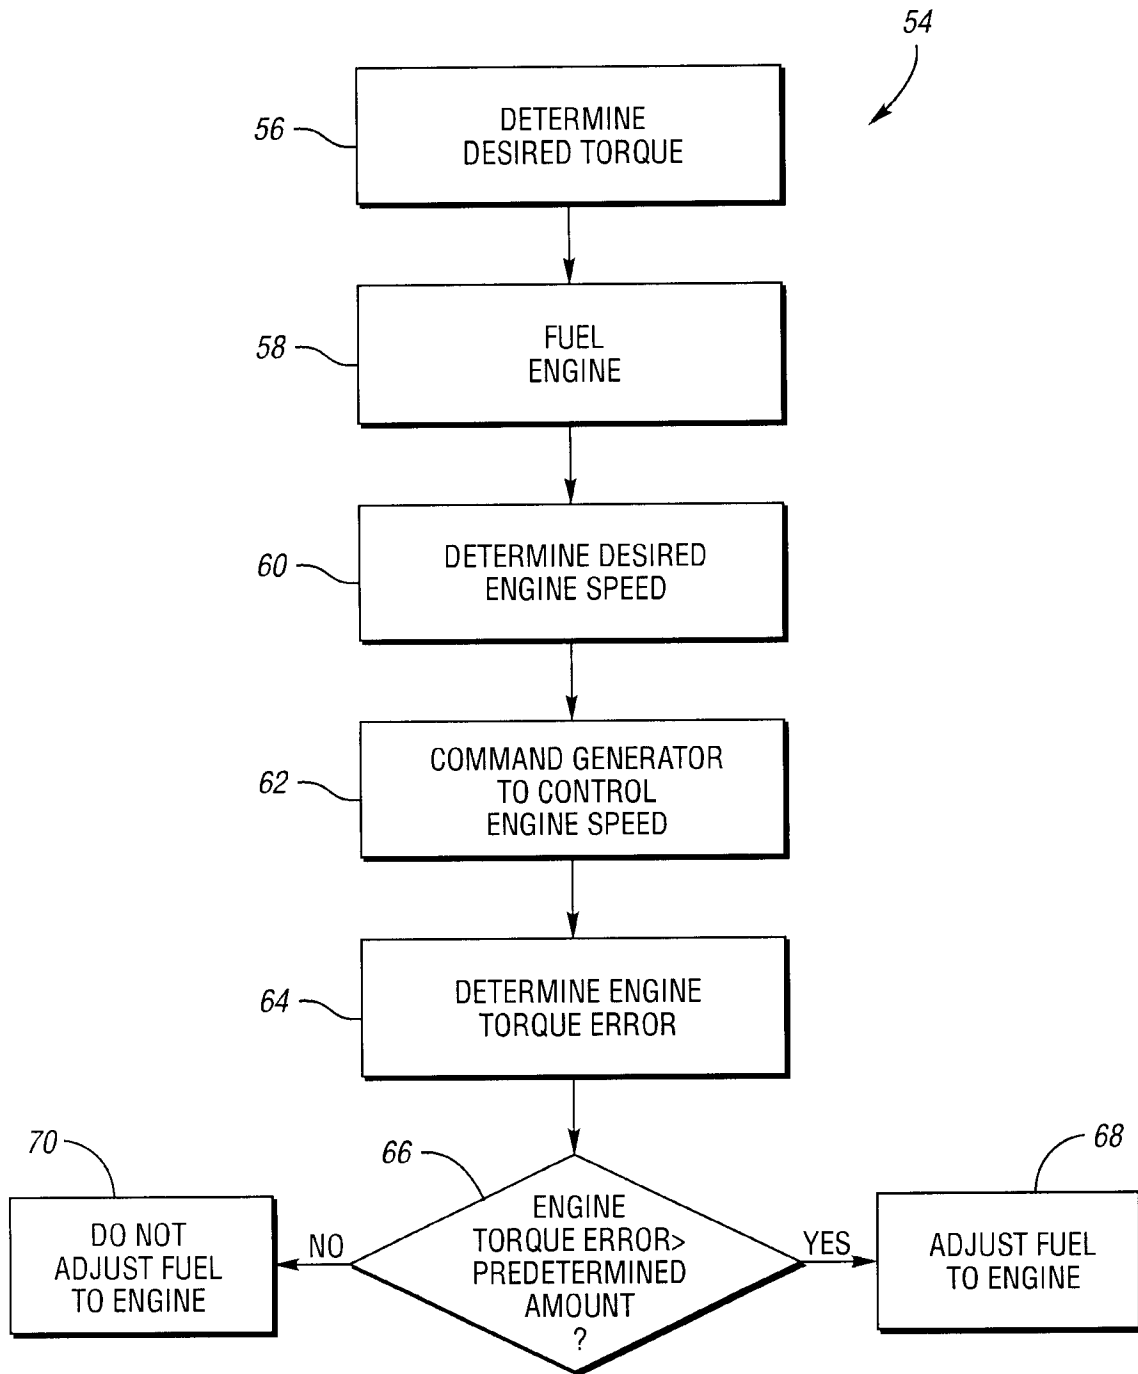 54
56
DETERMINE
DESIRED TORQUE
58
FUEL
ENGINE
60
DETERMINE DESIRED
ENGINE SPEED
62
COMMAND GENERATOR
TO CONTROL
ENGINE SPEED
64
DETERMINE ENGINE
TORQUE ERROR
66
ENGINE
TORQUE ERROR>
PREDETERMINED
AMOUNT
?
NO
70
DO NOT
ADJUST FUEL
TO ENGINE
YES
68
ADJUST FUEL
TO ENGINE